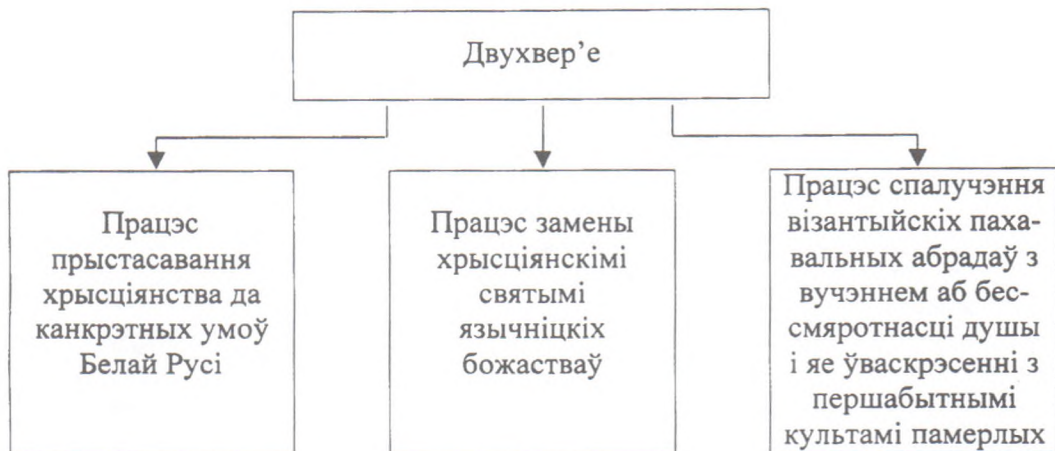 Двухвер’е
Працэс
прыстасавання
хрысціянства да
канкрэтных умоў
Белай Русі
Працэс замены
хрысціянскімі
святымі
язычніцкіх
божастваў
Працэс спалучэння
візантыйскіх паха-
вальных абрадаў з
вучэннем аб бес-
смяротнасці душы
і яе ўваскрэсенні з
першабытнымі
культамі памерлых